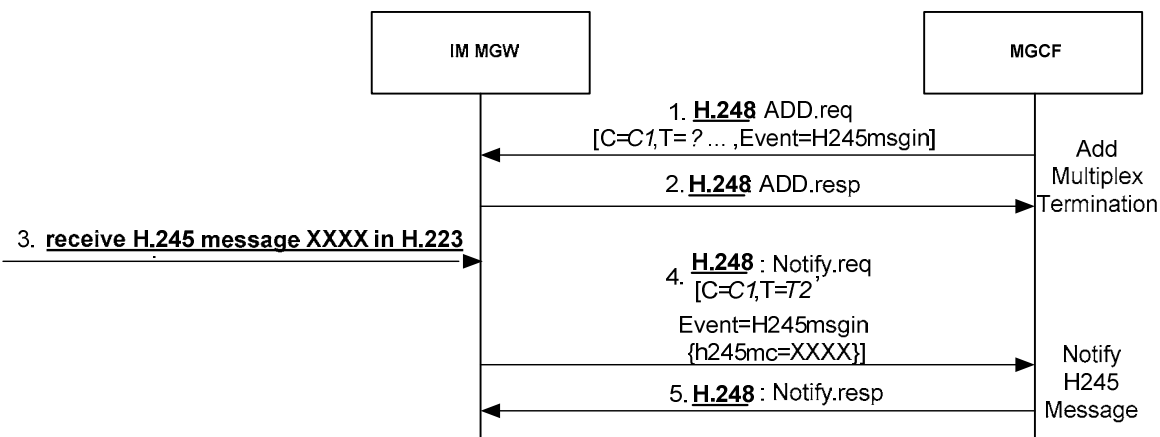 IM MGW
MGCF
1. H.248: ADD.req
[C=C1,T=? ... ,Event=H245msgin]
Add
Multiplex
Termination
2. H.248: ADD.resp
3. receive H.245 message XXXX in H.223
4. H.248 : Notify.req
[C=C1,T=T2,
Event=H245msgin
{h245mc=XXXX}]
Notify
H245
Message
5. H.248 : Notify.resp